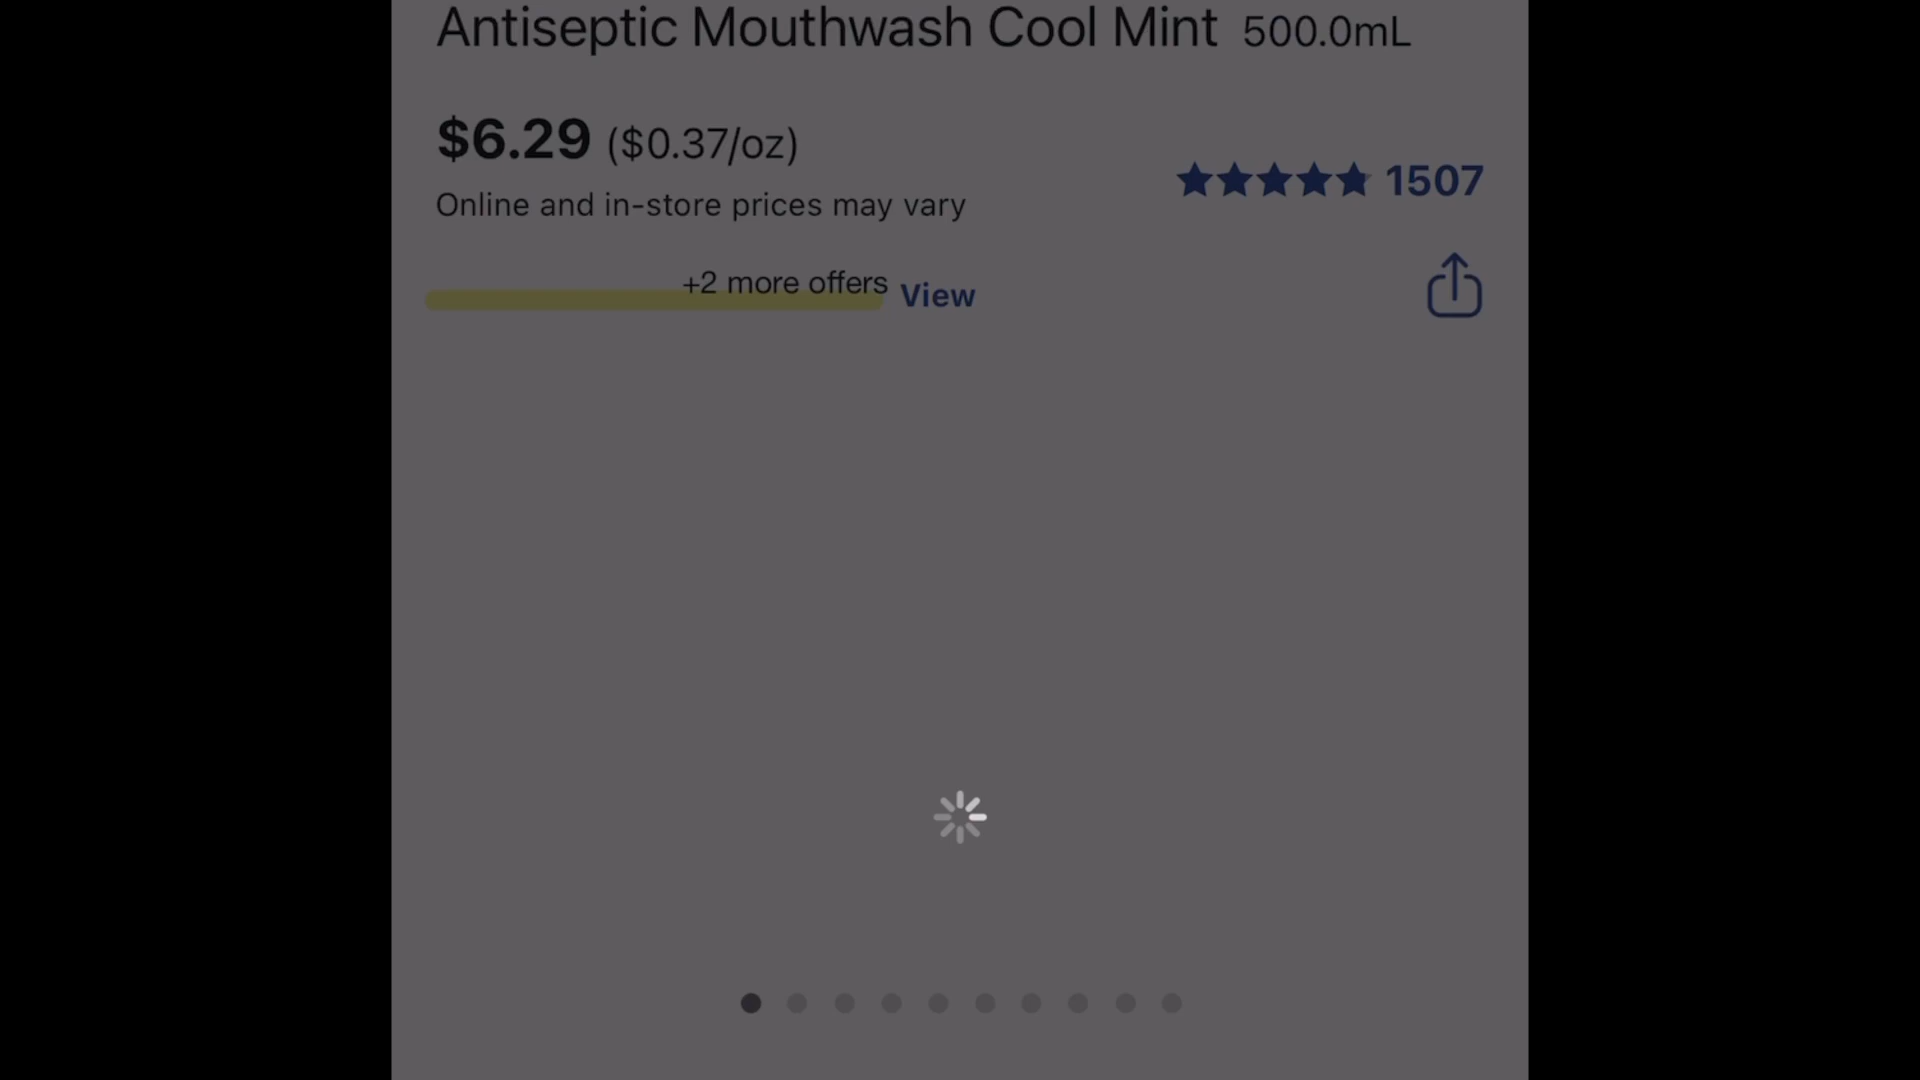 Antiseptic Mouthwash Cool Mint 500.0mL
$6.29 ($0.37/oz)
1507
Online and in-store prices may vary
+2 more offers View